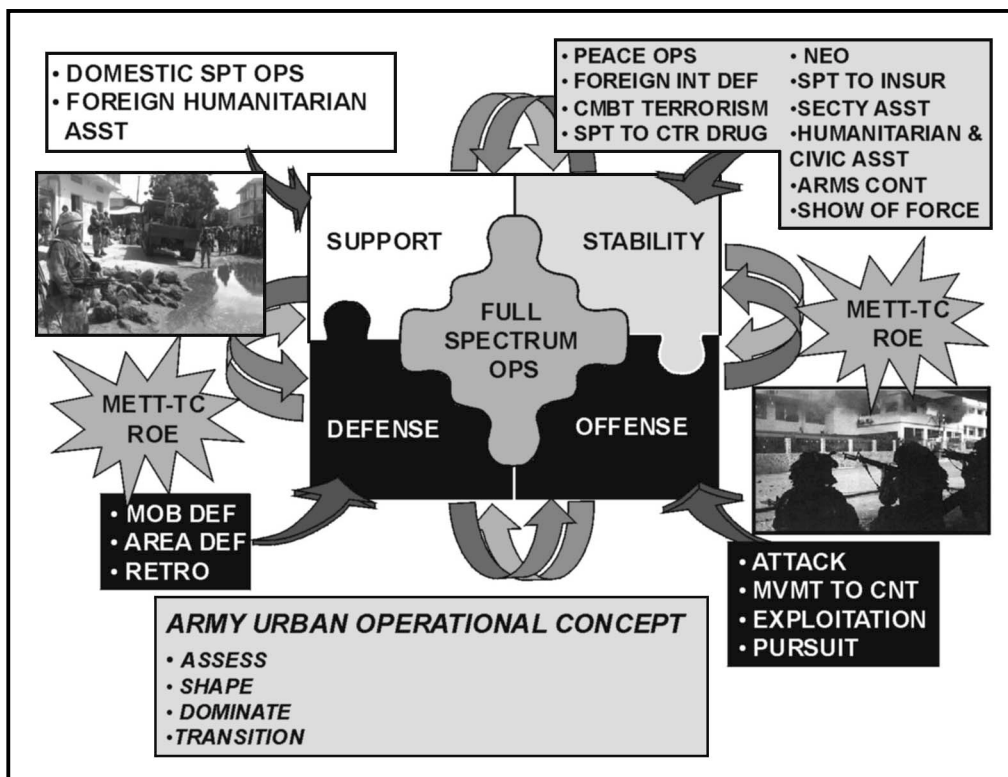 • DOMESTIC SPT OPS
• FOREIGN HUMANITARIAN
ASST
• PEACE OPS
• FOREIGN INT DEF
• CMBT TERRORISM
• SPT TO CTR DRUG
• NEO
• SPT TO INSUR
• SECTY ASST
•HUMANITARIAN &
CIVIC ASST
• ARMS CONT
• SHOW OF FORCE
SUPPORT
STABILITY
FULL
SPECTRUM
OPS
METT-TC
ROE
METT-TC
ROE
DEFENSE
OFFENSE
• MOB DEF
• AREA DEF
• RETRO
• ATTACK
• MVMT TO CNT
• EXPLOITATION
• PURSUIT
ARMY URBAN OPERATIONAL CONCEPT
• ASSESS
• SHAPE
• DOMINATE
•TRANSITION